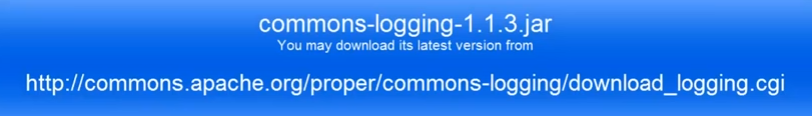 commons-logging-1.1.3.jar
You may download its latest version from
http://commons.apache.org/proper/commons-logging/download_logging.cgi